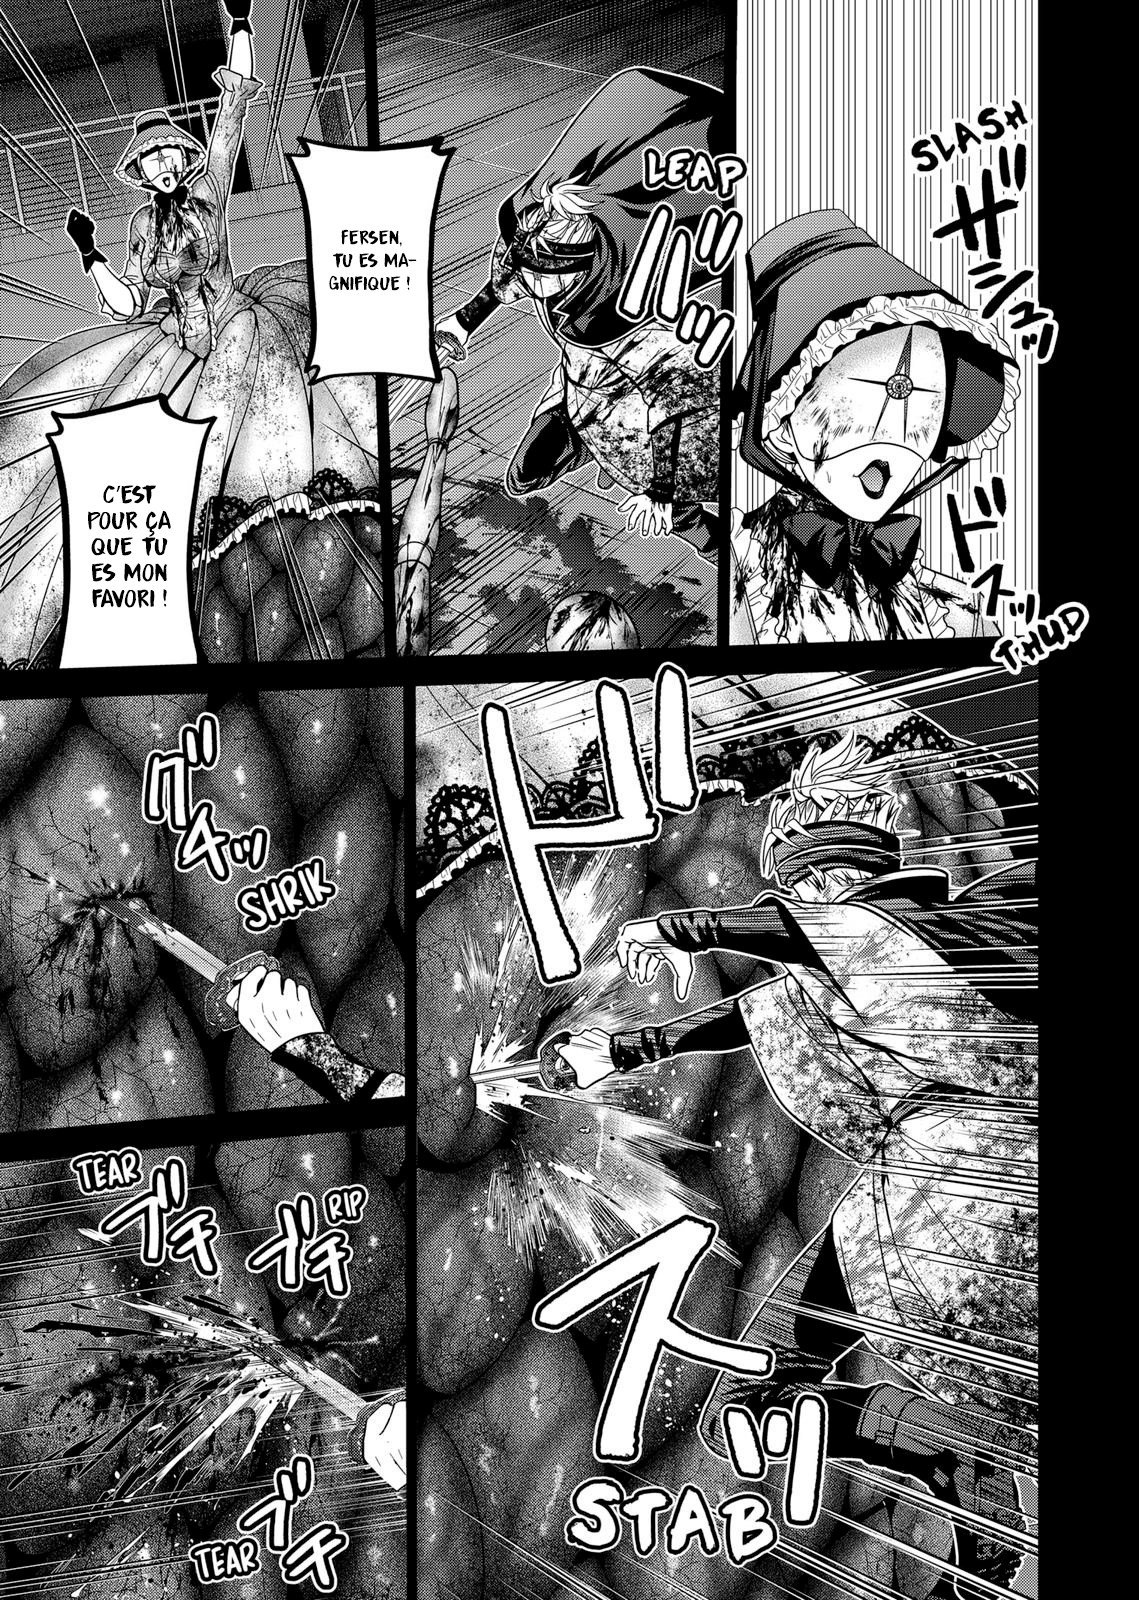 SLASH
ザシュッ
ドスッ
THUD
LEAP
バッ
FERSEN,
TU ES MA-
GNIFIQUE !
C'EST
POUR ÇA
QUE TU
ES MON
FAVORI !
ドスッ
STAB
グチッ
SHRIK
TEAR
ブチ
RIP
ブチ
TEAR
ブチ